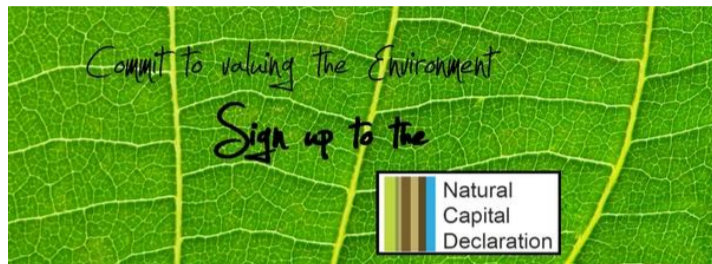 Commit to valuing the Environment
Sign up to the
Natural
Capital
Declaration